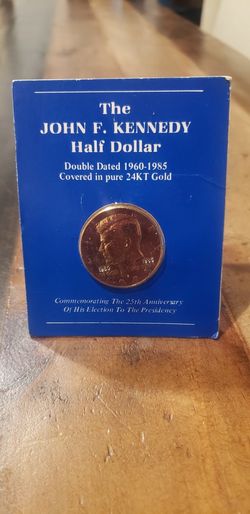 The
JOHN F. KENNEDY
Half Dollar
Double Dated 1960-1985
Covered in pure 24KT Gold
Commemorating The 25th Anniversary
Of His Election To The Presidency